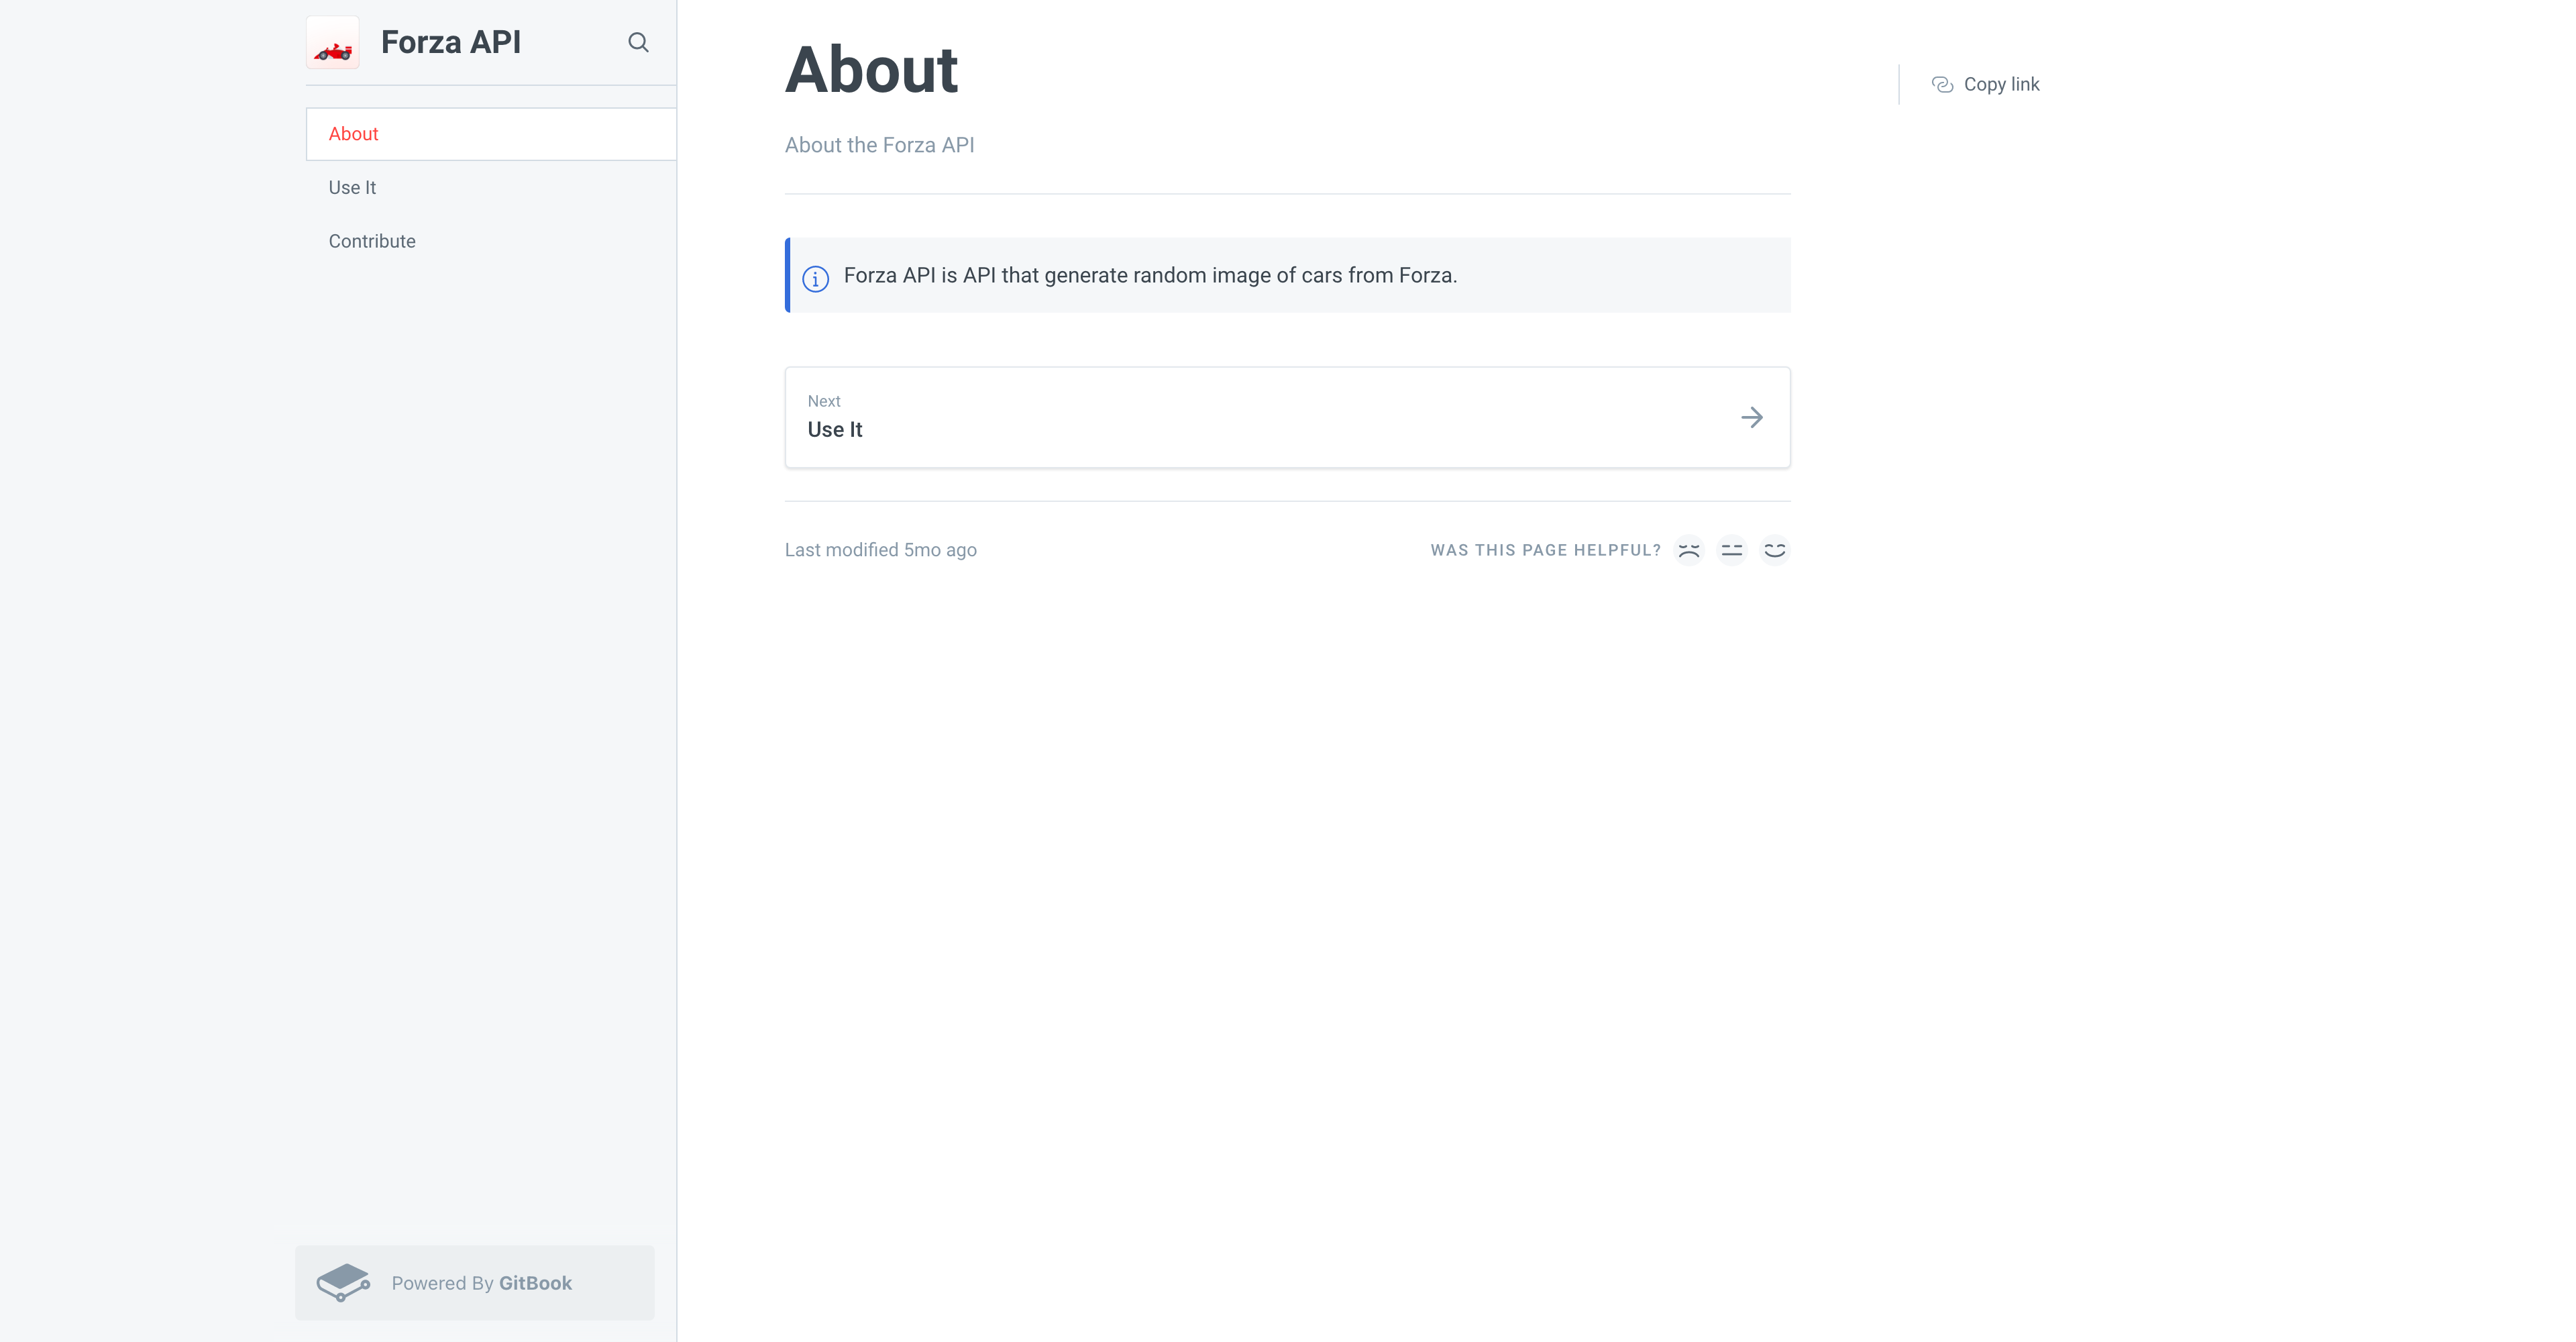 Forza API
About
Use It
Contribute
Powered By GitBook
About
Copy link
About the Forza API
Forza API is API that generate random image of cars from Forza.
Next
Use It
Last modified 5mo ago
WAS THIS PAGE HELPFUL?